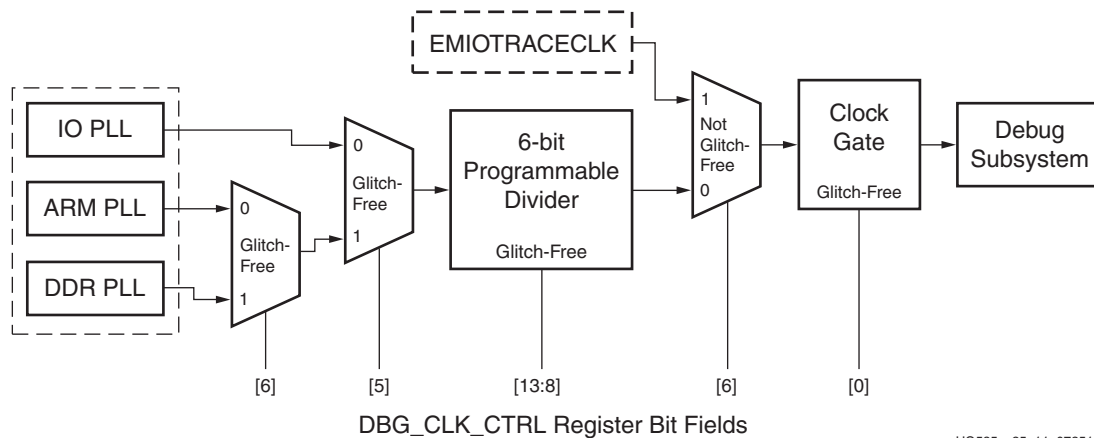 EMIOTRACECLK
IO PLL
ARM PLL
DDR PLL
0
Glitch-
Free
1
0
Glitch-
Free
1
6-bit
Programmable
Divider
Glitch-Free
1
Not
Glitch-
Free
0
Clock
Gate
Glitch-Free
Debug
Subsystem
[6]
[5]
[13:8]
[6]
[0]
DBG_CLK_CTRL Register Bit Fields